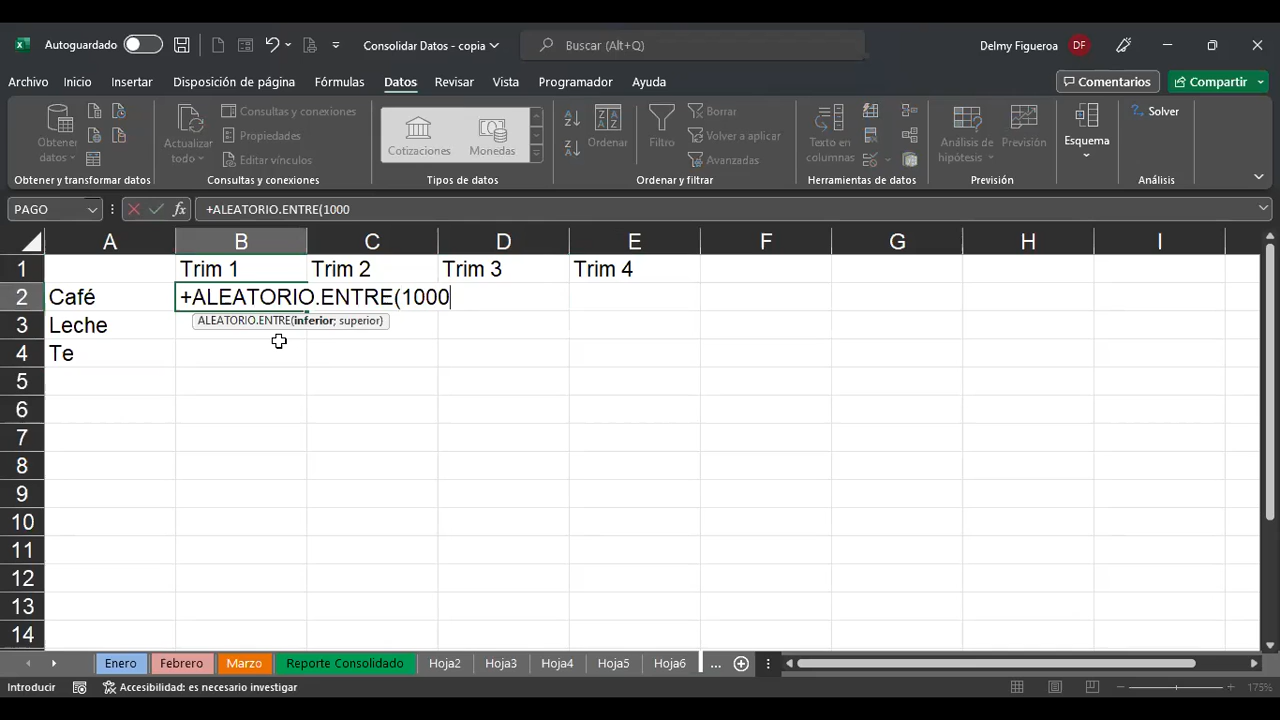 Autoguardado
Consolidar Datos - copia
Buscar (Alt+Q)
Delmy Figueroa
DF
Archivo Inicio Insertar Disposición de página Fórmulas Datos Revisar Vista Programador Ayuda
Comentarios
Compartir
Obtener datos
Actualizar todo
Consultas y conexiones
Propiedades
Editar vínculos
Cotizaciones
Monedas
Ordenar
Filtro
Borrar
Volver a aplicar
Avanzadas
Texto en columnas
Análisis de hipótesis
Previsión
Esquema
Solver
Obtener y transformar datos
Consultas y conexiones
Tipos de datos
Ordenar y filtrar
Herramientas de datos
Previsión
Análisis
PAGO
fx
+ALEATORIO.ENTRE(1000
A B C D E F G H I
1 Trim 1 Trim 2 Trim 3 Trim 4
2 Café +ALEATORIO.ENTRE(1000
ALEATORIO.ENTRE(inferior; superior)
3 Leche
4 Te
5
6
7
8
9
10
11
12
13
14
Enero Febrero Marzo Reporte Consolidado Hoja2 Hoja3 Hoja4 Hoja5 Hoja6 ...
Introducir
Accesibilidad: es necesario investigar
175%